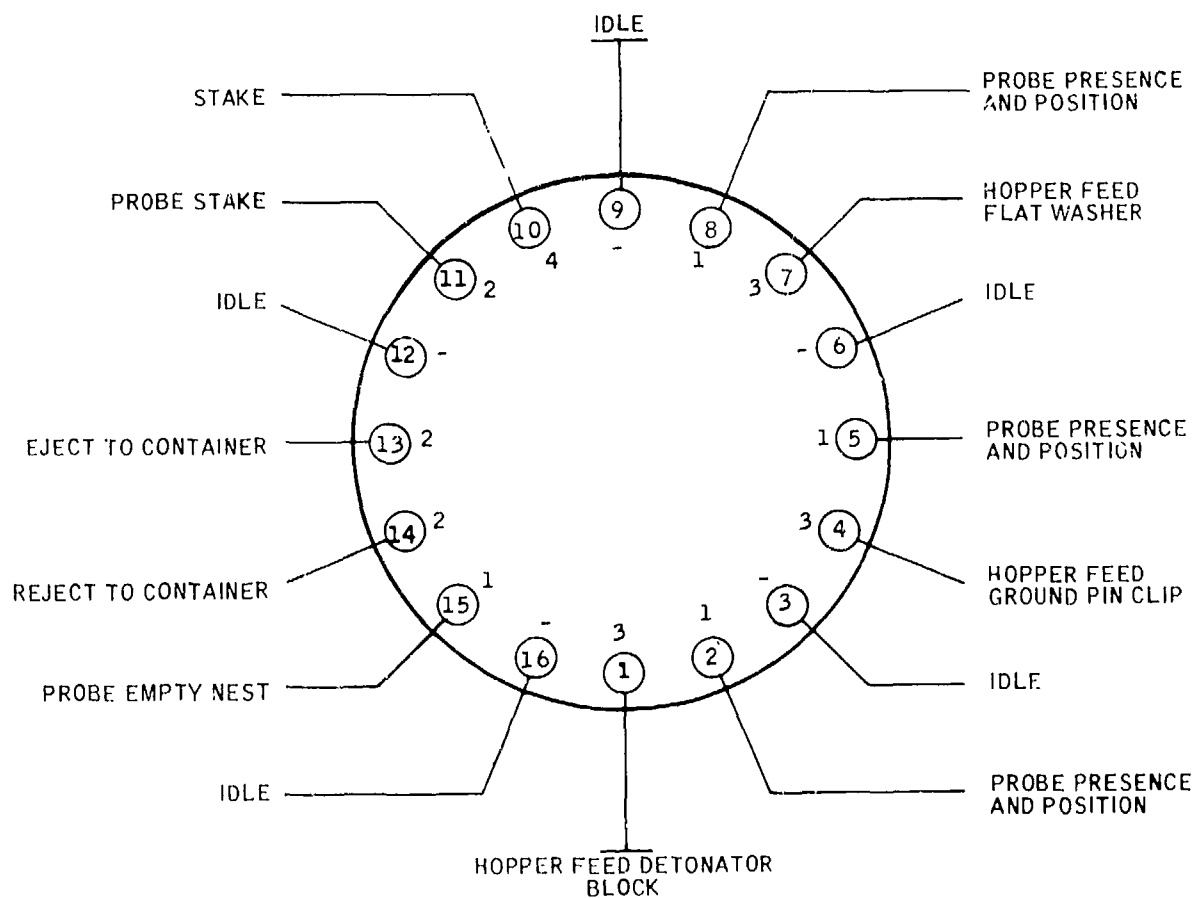 IDLE
STAKE
PROBE PRESENCE
AND POSITION
PROBE STAKE
HOPPER FEED
FLAT WASHER
9
-
10
4
8
1
11
2
7
3
IDLE
IDLE
12
-
6
-
EJECT TO CONTAINER
13
2
1
5
PROBE PRESENCE
AND POSITION
14
2
3
4
REJECT TO CONTAINER
HOPPER FEED
GROUND PIN CLIP
15
1
-
3
16
-
3
1
1
2
PROBE EMPTY NEST
IDLE
IDLE
PROBE PRESENCE
AND POSITION
HOPPER FEED DETONATOR
BLOCK